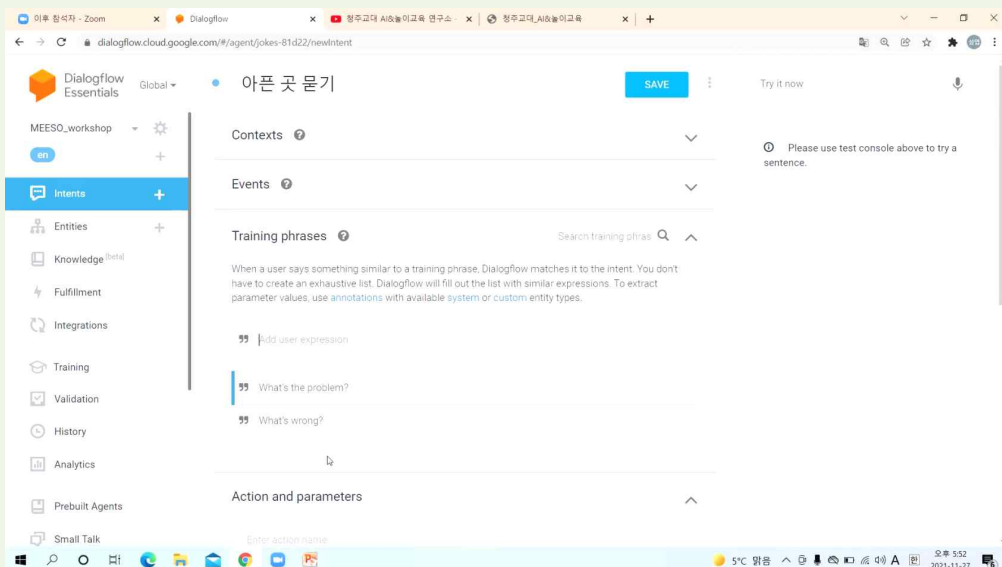 이후 참석자 - Zoom
Dialogflow
청주교대 AI&놀이교육 연구소 -
청주교대_AI&놀이교육
dialogflow.cloud.google.com/#/agent/jokes-81d22/newIntent
Dialogflow Essentials
Global
아픈 곳 묻기
SAVE
Try it now
MEESO_workshop
en
Please use test console above to try a
sentence.
Intents
Entities
Knowledge [beta]
Fulfillment
Integrations
Training
Validation
History
Analytics
Prebuilt Agents
Small Talk
Contexts
Events
Training phrases
Search training phras
When a user says something similar to a training phrase, Dialogflow matches it to the intent. You don't
have to create an exhaustive list. Dialogflow will fill out the list with similar expressions. To extract
parameter values, use annotations with available system or custom entity types.
Add user expression
What's the problem?
What's wrong?
Action and parameters
Enter action name
5°C 맑음
A
오후 5:52
2021-11-27